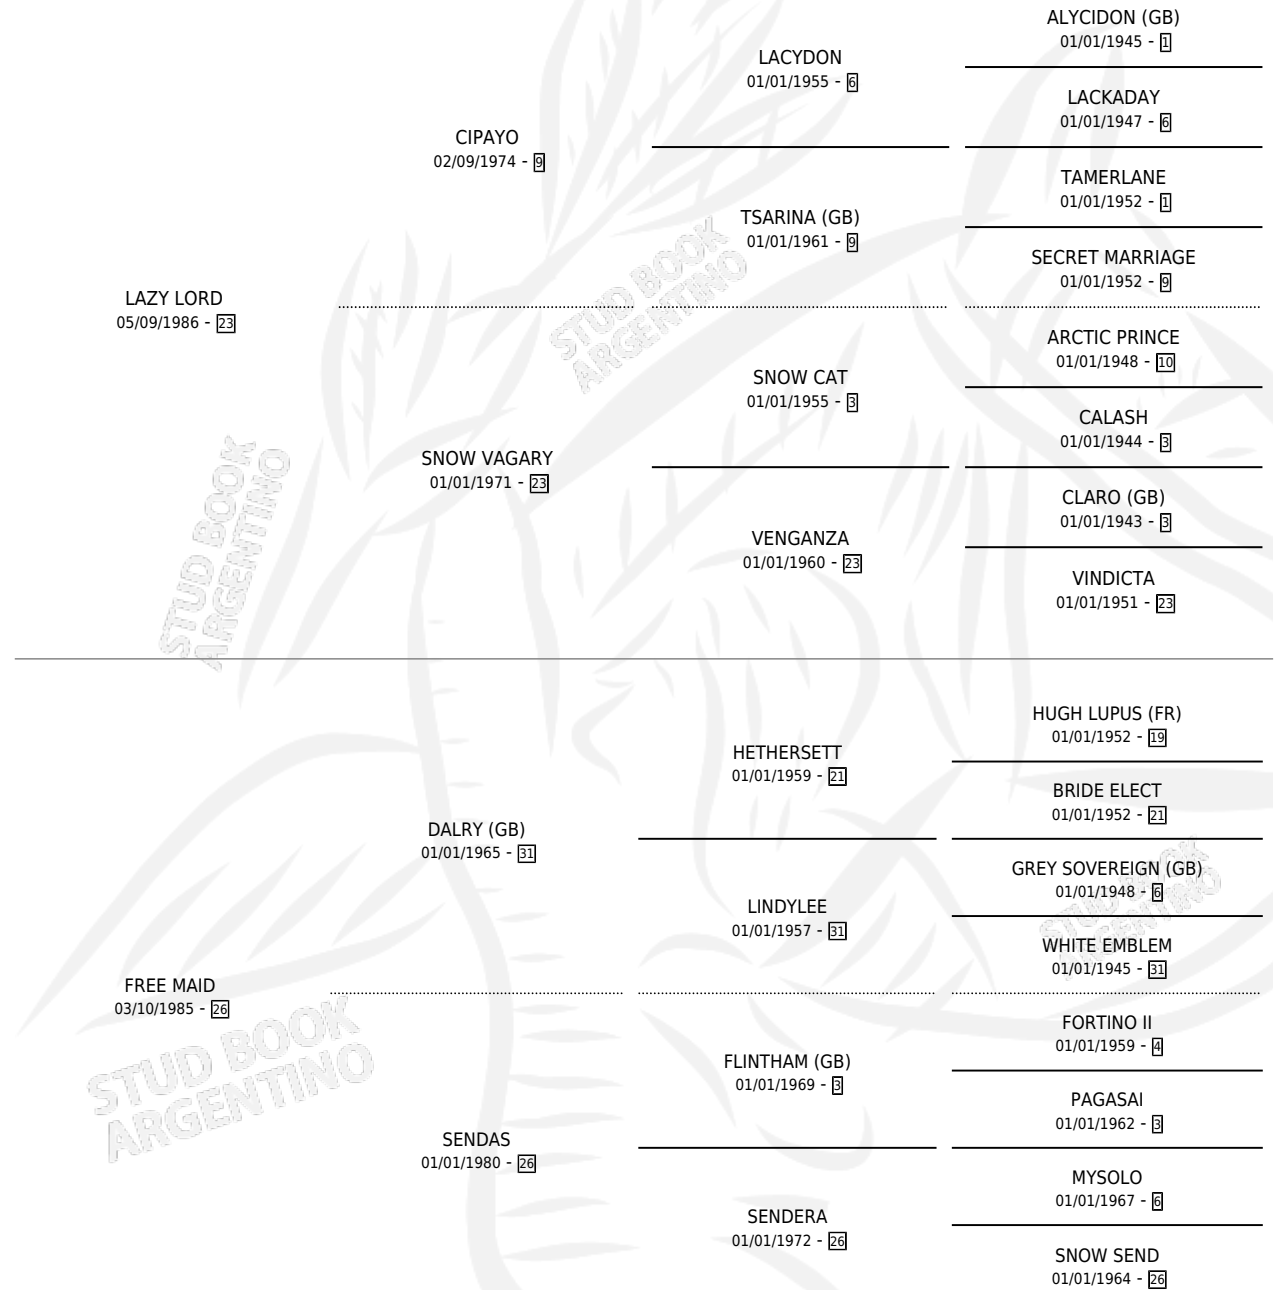 ALYCIDON (GB)
01/01/1945 - 1
LACYDON
01/01/1955 - 6
LACKADAY
01/01/1947 - 6
CIPAYO
02/09/1974 - 9
TAMERLANE
01/01/1952 - 1
TSARINA (GB)
01/01/1961 - 9
SECRET MARRIAGE
01/01/1952 - 9
LAZY LORD
05/09/1986 - 23
ARCTIC PRINCE
01/01/1948 - 10
SNOW CAT
01/01/1955 - 3
CALASH
01/01/1944 - 3
SNOW VAGARY
01/01/1971 - 23
CLARO (GB)
01/01/1943 - 3
VENGANZA
01/01/1960 - 23
VINDICTA
01/01/1951 - 23
HUGH LUPUS (FR)
01/01/1952 - 19
HETHERSETT
01/01/1959 - 21
BRIDE ELECT
01/01/1952 - 21
DALRY (GB)
01/01/1965 - 31
GREY SOVEREIGN (GB)
01/01/1948 - 6
LINDYLEE
01/01/1957 - 31
WHITE EMBLEM
01/01/1945 - 31
FREE MAID
03/10/1985 - 26
FORTINO II
01/01/1959 - 4
FLINTHAM (GB)
01/01/1969 - 3
PAGASAI
01/01/1962 - 3
SENDAS
01/01/1980 - 26
MYSOLO
01/01/1967 - 6
SENDERA
01/01/1972 - 26
SNOW SEND
01/01/1964 - 26
STUD BOOK
ARGENTINO
STUD BOOK
ARGENTINO
STUD BOOK
ARGENTINO
STUD BOOK
ARGENTINO